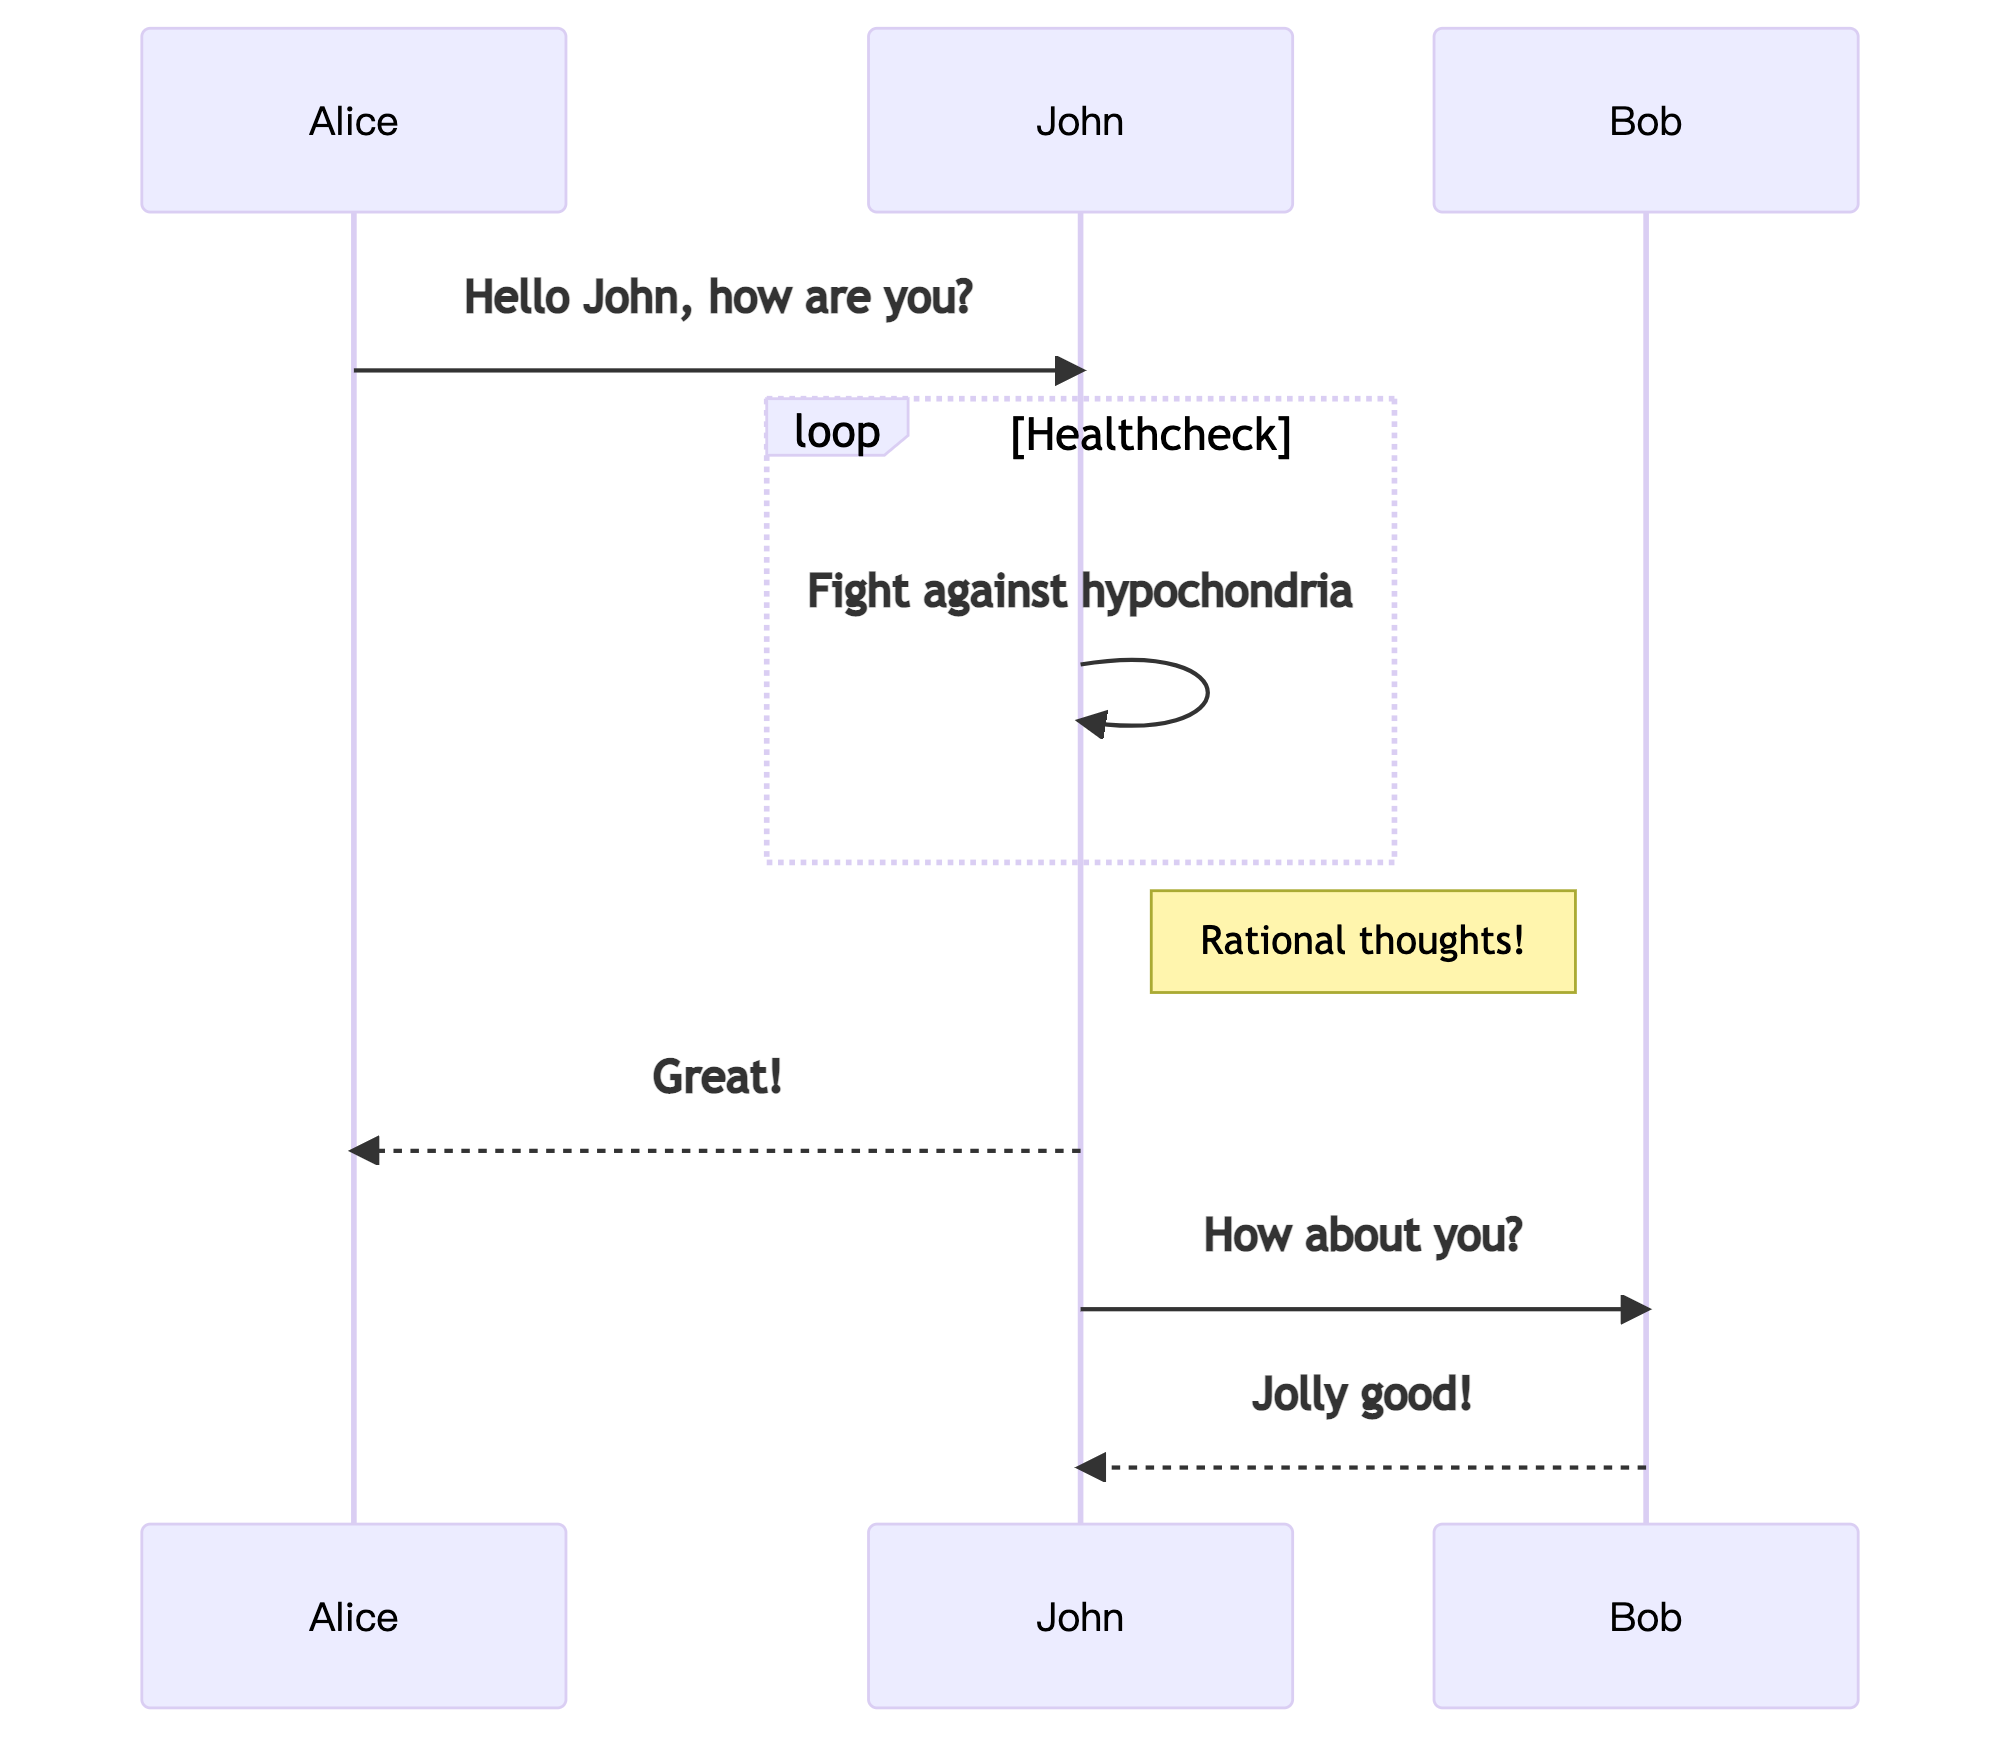 Alice
John
Bob
Hello John, how are you?
loop
[Healthcheck]
Fight against hypochondria
Rational thoughts!
Great!
How about you?
Jolly good!
Alice
John
Bob